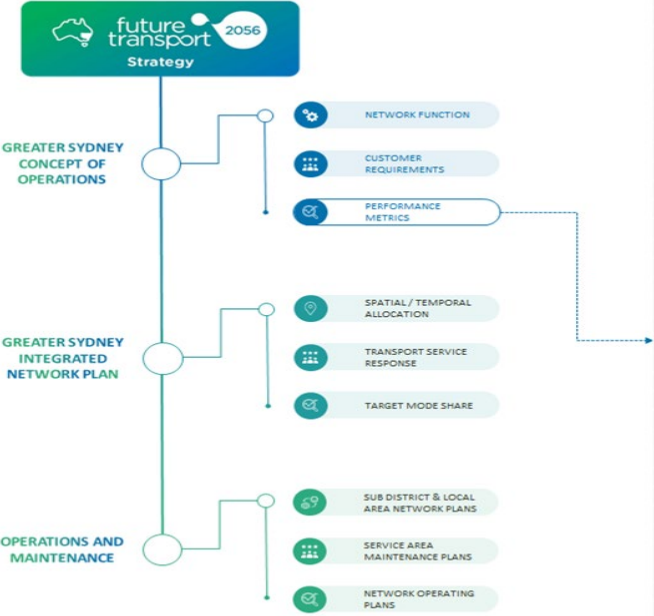 future
transport
2056
Strategy
GREATER SYDNEY
CONCEPT OF
OPERATIONS
NETWORK FUNCTION
CUSTOMER
REQUIREMENTS
PERFORMANCE
METRICS
GREATER SYDNEY
INTEGRATED
NETWORK PLAN
SPATIAL / TEMPORAL
ALLOCATION
TRANSPORT SERVICE
RESPONSE
TARGET MODE SHARE
OPERATIONS AND
MAINTENANCE
SUB DISTRICT & LOCAL
AREA NETWORK PLANS
SERVICE AREA
MAINTENANCE PLANS
NETWORK OPERATING
PLANS